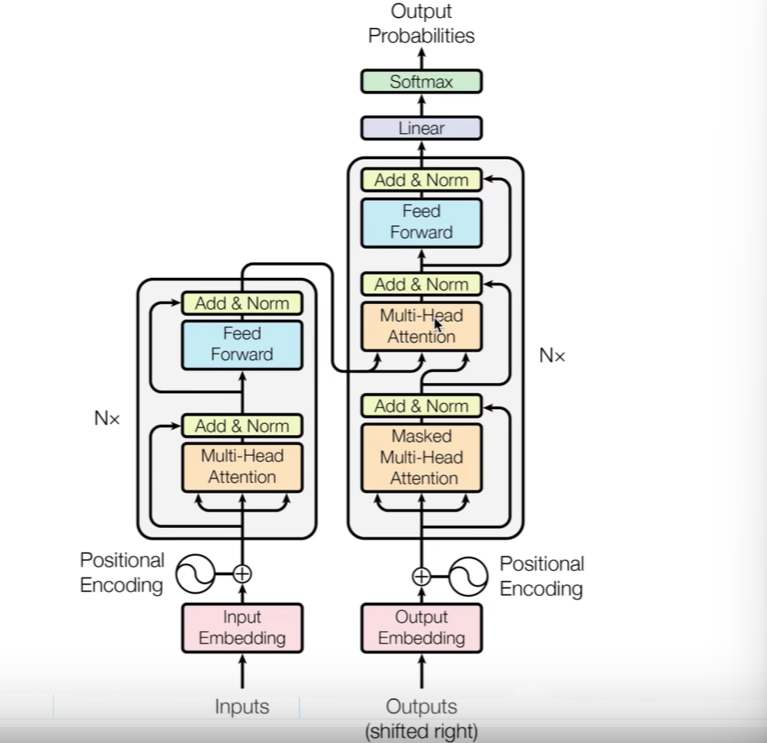 Output
Probabilities
Softmax
Linear
Add & Norm
Feed
Forward
Add & Norm
Multi-Head
Attention
Nx
Add & Norm
Masked
Multi-Head
Attention
Add & Norm
Feed
Forward
Nx
Add & Norm
Multi-Head
Attention
Positional
Encoding
Positional
Encoding
Input
Embedding
Output
Embedding
Inputs
Outputs
(shifted right)